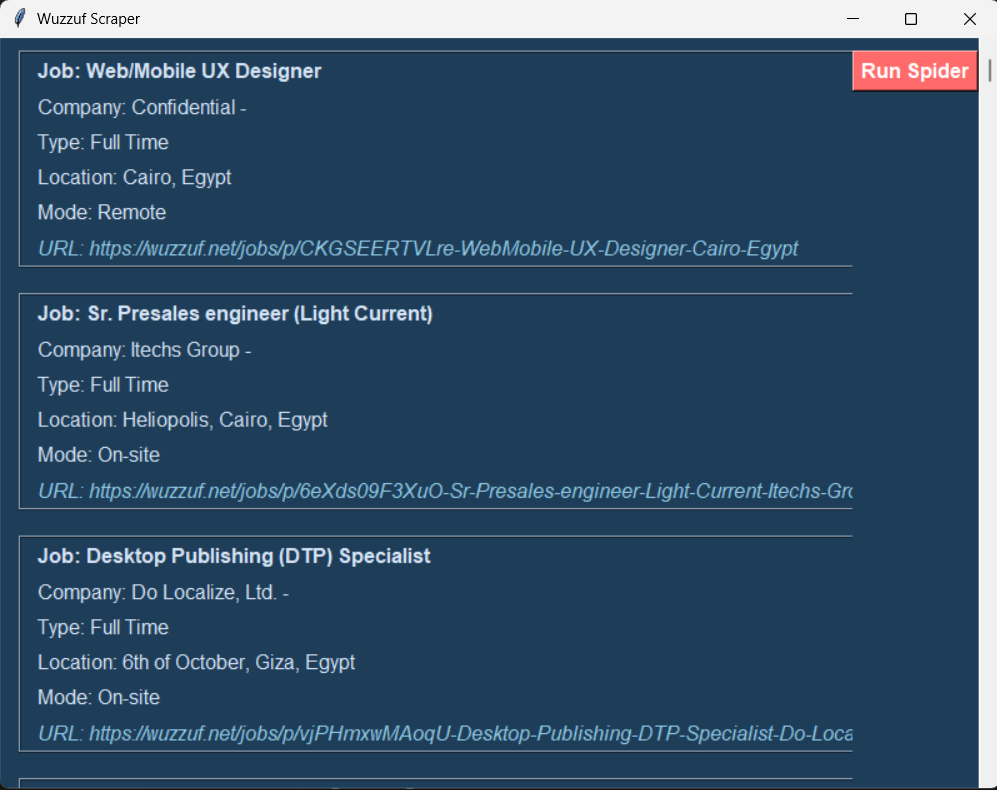 Wuzzuf Scraper
Run Spider
Job: Web/Mobile UX Designer
Company: Confidential -
Type: Full Time
Location: Cairo, Egypt
Mode: Remote
URL: https://wuzzuf.net/jobs/p/CKGSEERTVLre-WebMobile-UX-Designer-Cairo-Egypt
Job: Sr. Presales engineer (Light Current)
Company: Itechs Group -
Type: Full Time
Location: Heliopolis, Cairo, Egypt
Mode: On-site
URL: https://wuzzuf.net/jobs/p/6eXds09F3XuO-Sr-Presales-engineer-Light-Current-Itechs-Gro
Job: Desktop Publishing (DTP) Specialist
Company: Do Localize, Ltd. -
Type: Full Time
Location: 6th of October, Giza, Egypt
Mode: On-site
URL: https://wuzzuf.net/jobs/p/vjPHmxwMAoqU-Desktop-Publishing-DTP-Specialist-Do-Loca